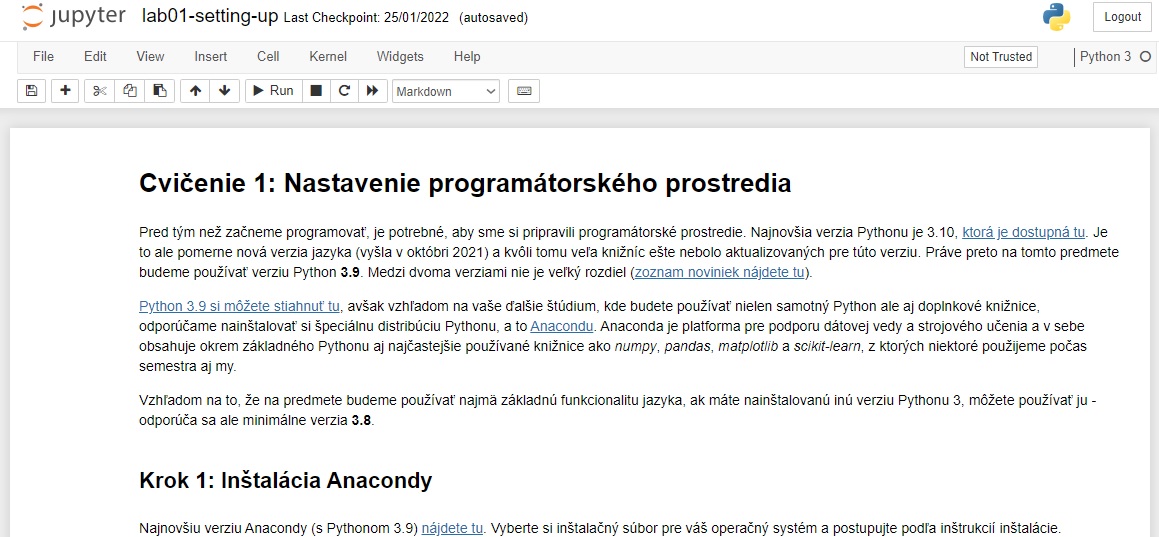 jupyter lab01-setting-up Last Checkpoint: 25/01/2022 (autosaved)
Logout
File Edit View Insert Cell Kernel Widgets Help
Not Trusted
Python 3
Run
Markdown
Cvičenie 1: Nastavenie programátorského prostredia
Pred tým než začneme programovať, je potrebné, aby sme si pripravili programátorské prostredie. Najnovšia verzia Pythonu je 3.10, ktorá je dostupná tu. Je
to ale pomerne nová verzia jazyka (vyšla v októbri 2021) a kvôli tomu veľa knižníc ešte nebolo aktualizovaných pre túto verziu. Práve preto na tomto predmete
budeme používať verziu Python 3.9. Medzi dvoma verziami nie je veľký rozdiel (zoznam noviniek nájdete tu).
Python 3.9 si môžete stiahnuť tu, avšak vzhľadom na vaše ďalšie štúdium, kde budete používať nielen samotný Python ale aj doplnkové knižnice,
odporúčame nainštalovať si špeciálnu distribúciu Pythonu, a to Anacondu. Anaconda je platforma pre podporu dátovej vedy a strojového učenia a v sebe
obsahuje okrem základného Pythonu aj najčastejšie používané knižnice ako numpy, pandas, matplotlib a scikit-learn, z ktorých niektoré použijeme počas
semestra aj my.
Vzhľadom na to, že na predmete budeme používať najmä základnú funkcionalitu jazyka, ak máte nainštalovanú inú verziu Pythonu 3, môžete používať ju -
odporúča sa ale minimálne verzia 3.8.
Krok 1: Inštalácia Anacondy
Najnovšiu verziu Anacondy (s Pythonom 3.9) nájdete tu. Vyberte si inštalačný súbor pre váš operačný systém a postupujte podľa inštrukcií inštalácie.